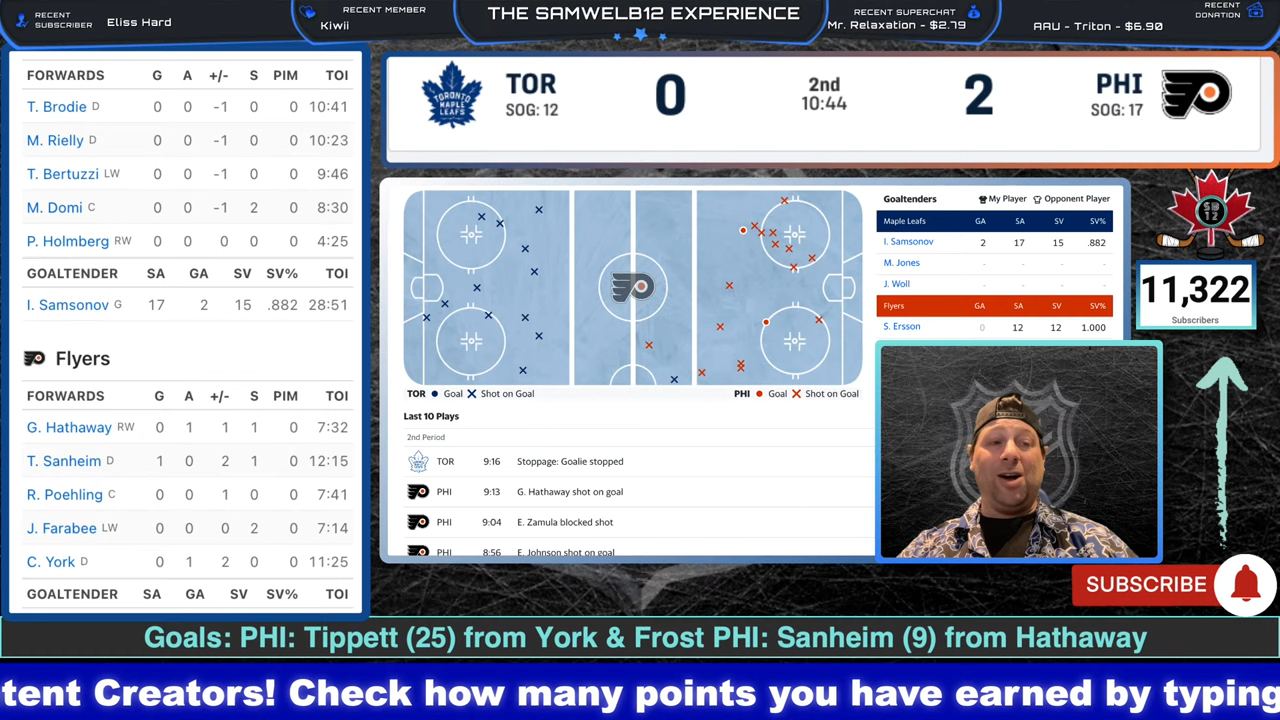 RECENT SUBSCRIBER
Eliss Hard
RECENT MEMBER
Kiwii
THE SAMWELB12 EXPERIENCE
RECENT SUPERCHAT
Mr. Relaxation - $2.79
RECENT DONATION
AAU - Triton - $6.90
FORWARDS G A +/- S PIM TOI
T. Brodie D 0 0 -1 0 0 10:41
M. Rielly D 0 0 -1 0 0 10:23
T. Bertuzzi LW 0 0 -1 0 0 9:46
M. Domi C 0 0 -1 2 0 8:30
P. Holmberg RW 0 0 0 0 0 4:25
GOALTENDER SA GA SV SV% TOI
I. Samsonov G 17 2 15 .882 28:51
Flyers
FORWARDS G A +/- S PIM TOI
G. Hathaway RW 0 1 1 1 0 7:32
T. Sanheim D 1 0 2 1 0 12:15
R. Poehling C 0 0 1 0 0 7:41
J. Farabee LW 0 0 0 2 0 7:14
C. York D 0 1 2 0 0 11:25
GOALTENDER SA GA SV SV% TOI
TORONTO MAPLE LEAFS
TOR
SOG: 12
0
2nd
10:44
2
PHI
SOG: 17
TOR Goal Shot on Goal
PHI Goal Shot on Goal
Last 10 Plays
2nd Period
TOR 9:16 Stoppage: Goalie stopped
PHI 9:13 G. Hathaway shot on goal
PHI 9:04 E. Zamula blocked shot
PHI 8:56 E. Johnson shot on goal
Goaltenders My Player Opponent Player
Maple Leafs GA SA SV SV%
I. Samsonov 2 17 15 .882
M. Jones - - - -
J. Woll - - - -
Flyers GA SA SV SV%
S. Ersson 0 12 12 1.000
SB
12
11,322
Subscribers
SUBSCRIBE
Goals: PHI: Tippett (25) from York & Frost PHI: Sanheim (9) from Hathaway
tent Creators! Check how many points you have earned by typing